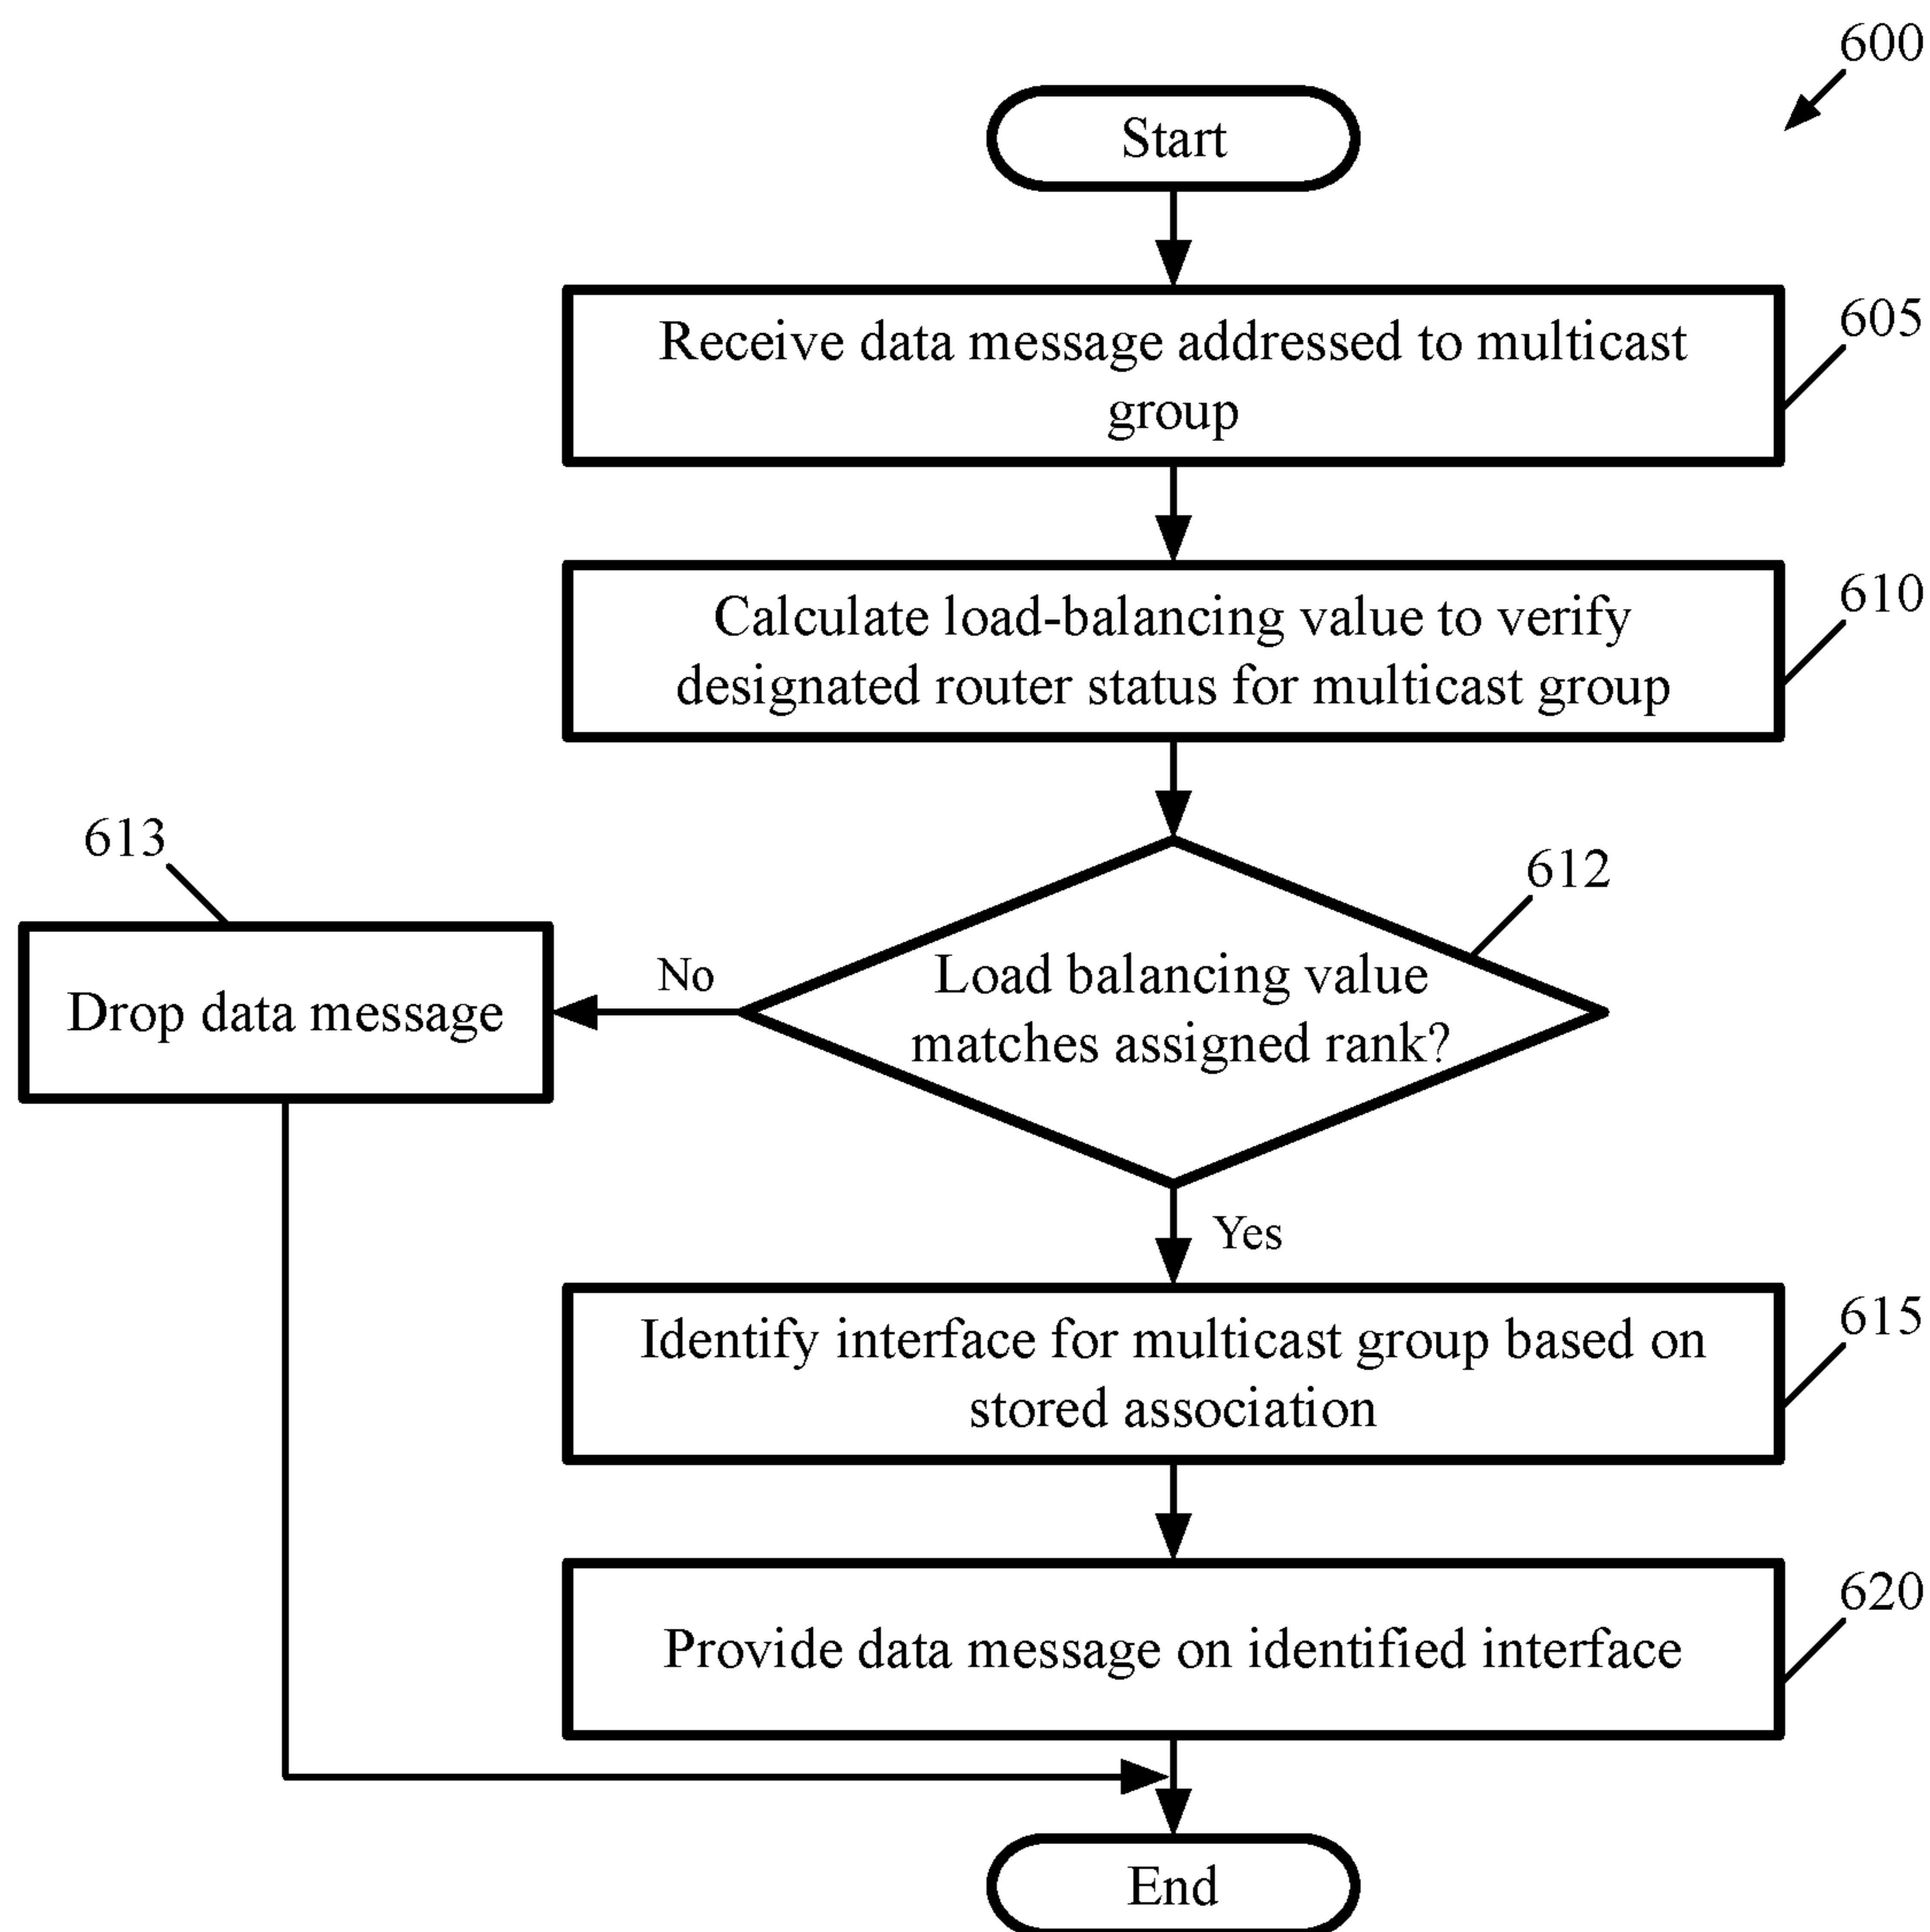 600
Start
Receive data message addressed to multicast
group
605
Calculate load-balancing value to verify
designated router status for multicast group
610
612
Load balancing value
matches assigned rank?
No
613
Drop data message
Yes
Identify interface for multicast group based on
stored association
615
Provide data message on identified interface
620
End